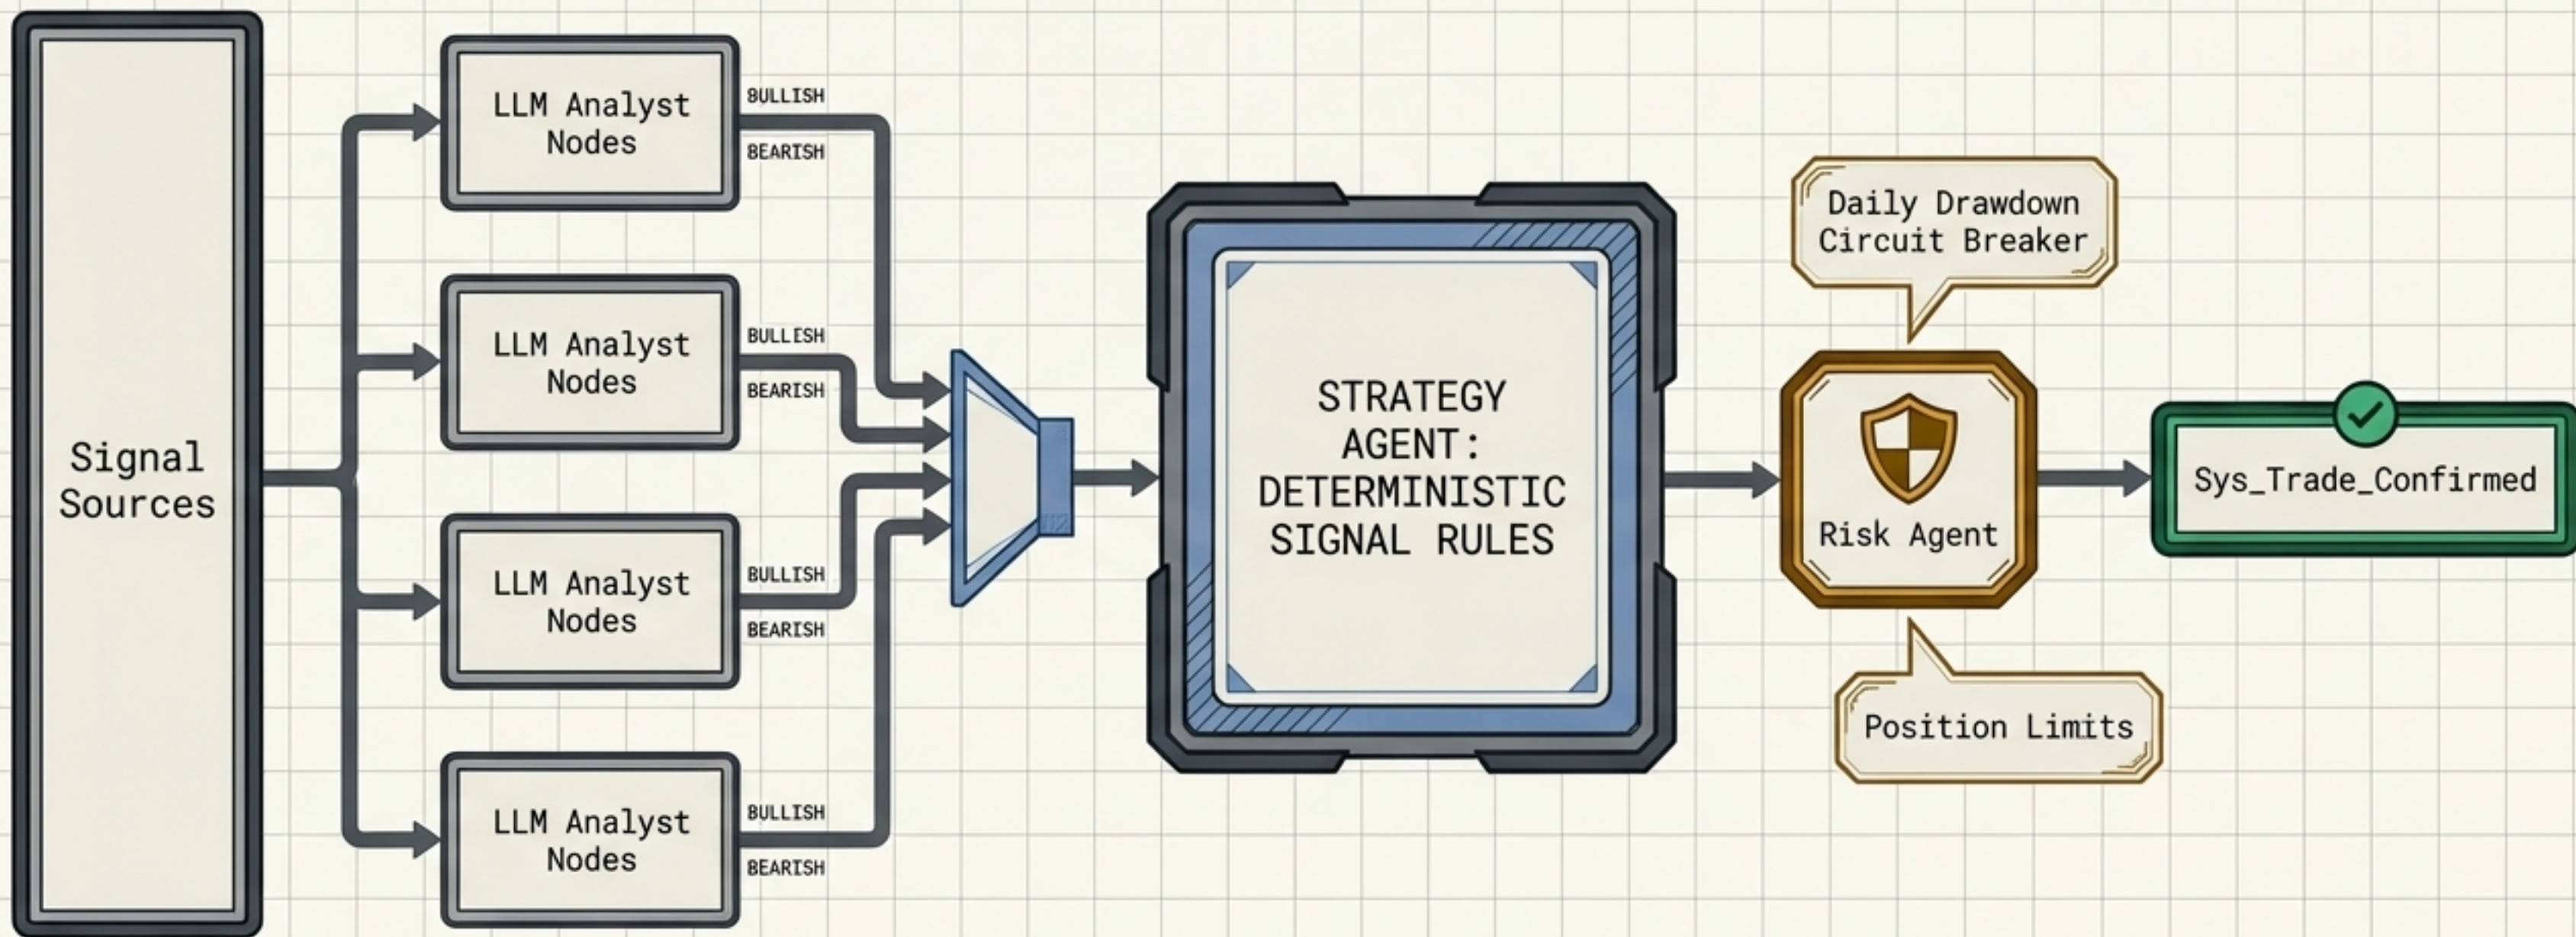 Signal
Sources
LLM Analyst
Nodes
BULLISH
BEARISH
LLM Analyst
Nodes
BULLISH
BEARISH
LLM Analyst
Nodes
BULLISH
BEARISH
LLM Analyst
Nodes
BULLISH
BEARISH
STRATEGY
AGENT:
DETERMINISTIC
SIGNAL RULES
Daily Drawdown
Circuit Breaker
Risk Agent
Position Limits
Sys_Trade_Confirmed